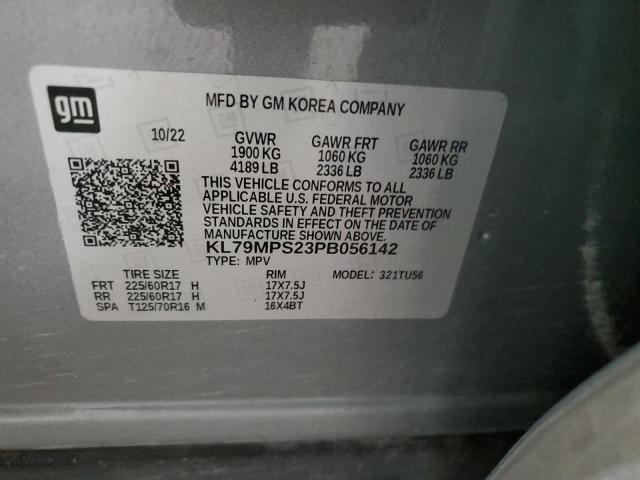 gm
MFD BY GM KOREA COMPANY
10/22 GVWR GAWR FRT GAWR RR
1900 KG 1060 KG 1060 KG
4189 LB 2336 LB 2336 LB
THIS VEHICLE CONFORMS TO ALL
APPLICABLE U.S. FEDERAL MOTOR
VEHICLE SAFETY AND THEFT PREVENTION
STANDARDS IN EFFECT ON THE DATE OF
MANUFACTURE SHOWN ABOVE.
KL79MPS23PB056142
TYPE: MPV MODEL: 321TU56
TIRE SIZE RIM
FRT 225/60R17 H 17X7.5J
RR 225/60R17 H 17X7.5J
SPA T125/70R16 M 16X4BT